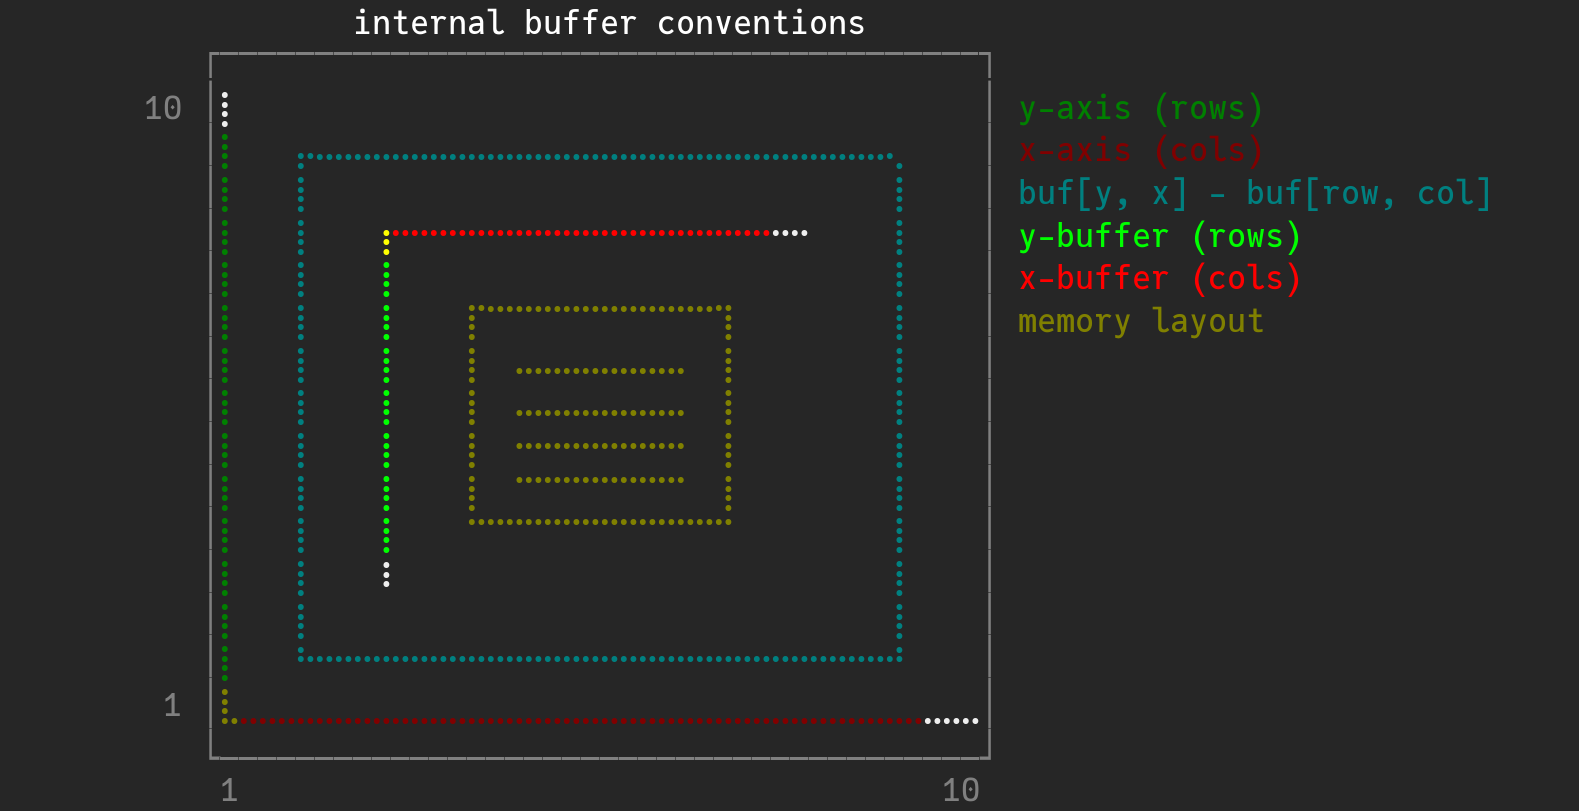 internal buffer conventions
10
y-axis (rows)
x-axis (cols)
buf[y, x] - buf[row, col]
y-buffer (rows)
x-buffer (cols)
memory layout
1
1 10